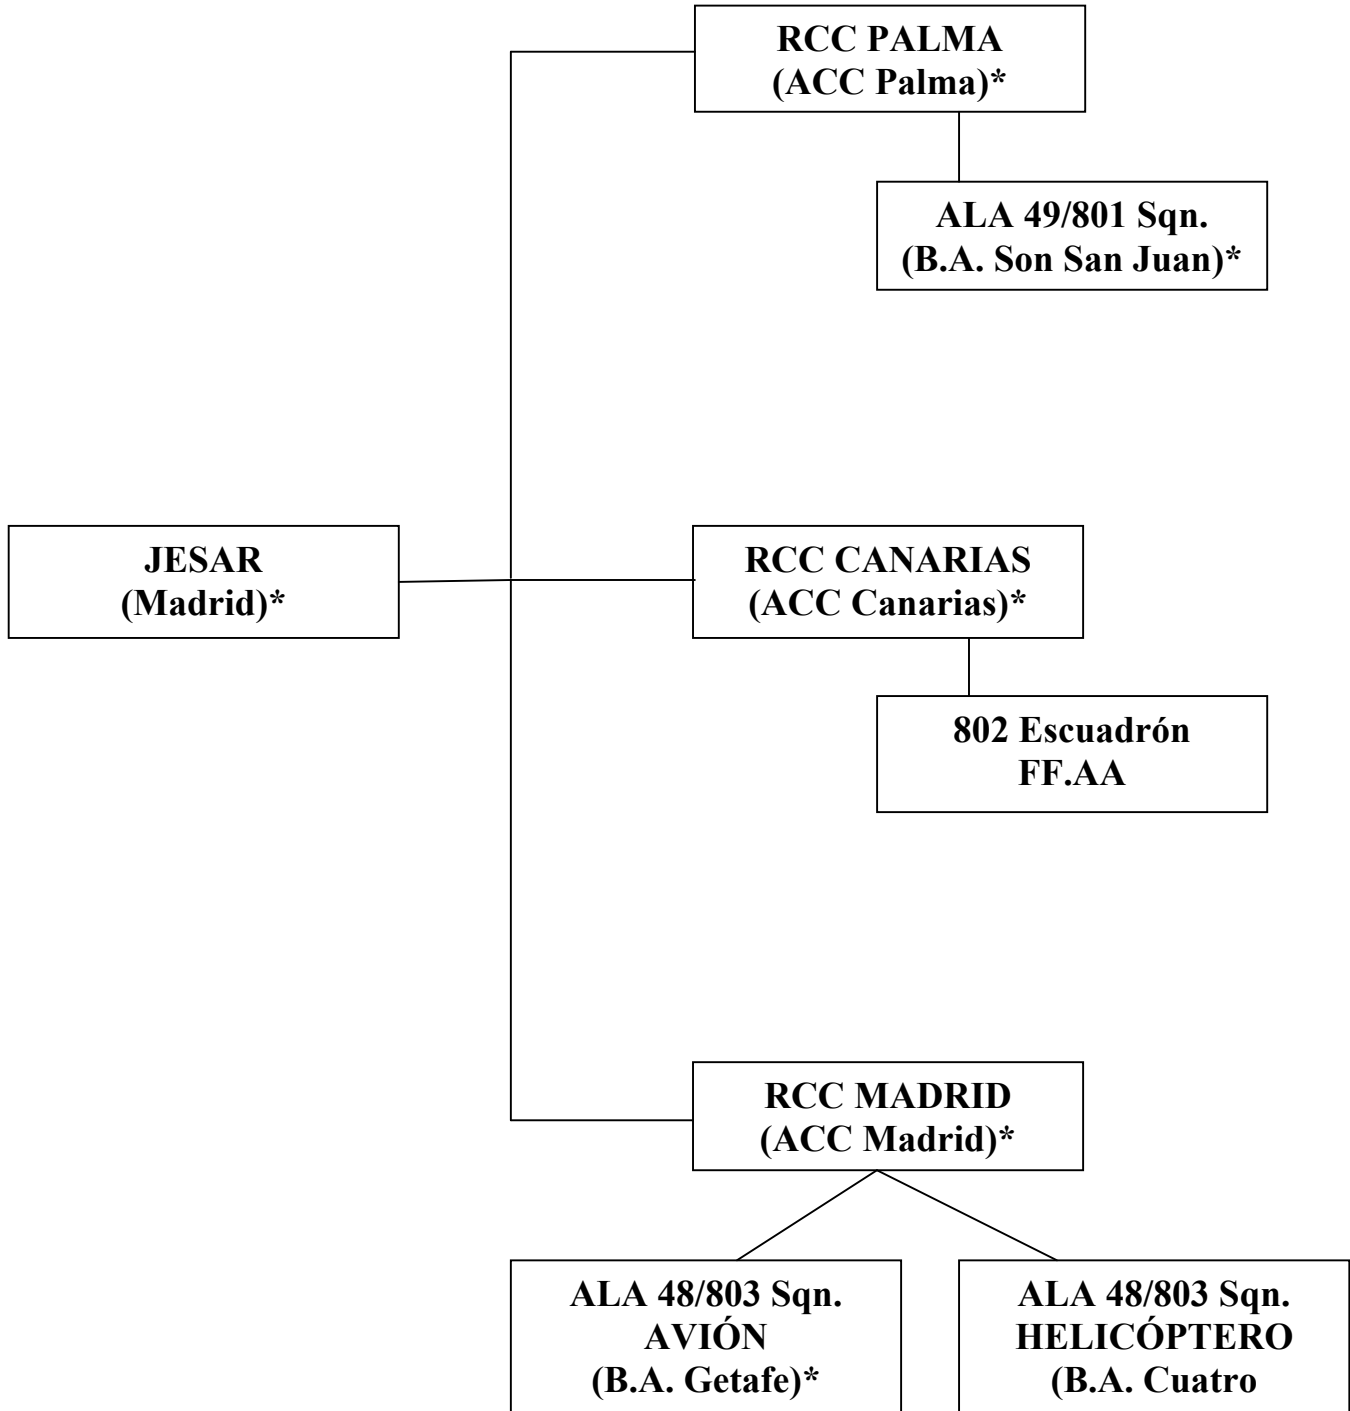 RCC PALMA
(ACC Palma)*
ALA 49/801 Sqn.
(B.A. Son San Juan)*
JESAR
(Madrid)*
RCC CANARIAS
(ACC Canarias)*
802 Escuadrón
FF.AA
RCC MADRID
(ACC Madrid)*
ALA 48/803 Sqn.
AVIÓN
(B.A. Getafe)*
ALA 48/803 Sqn.
HELICÓPTERO
(B.A. Cuatro